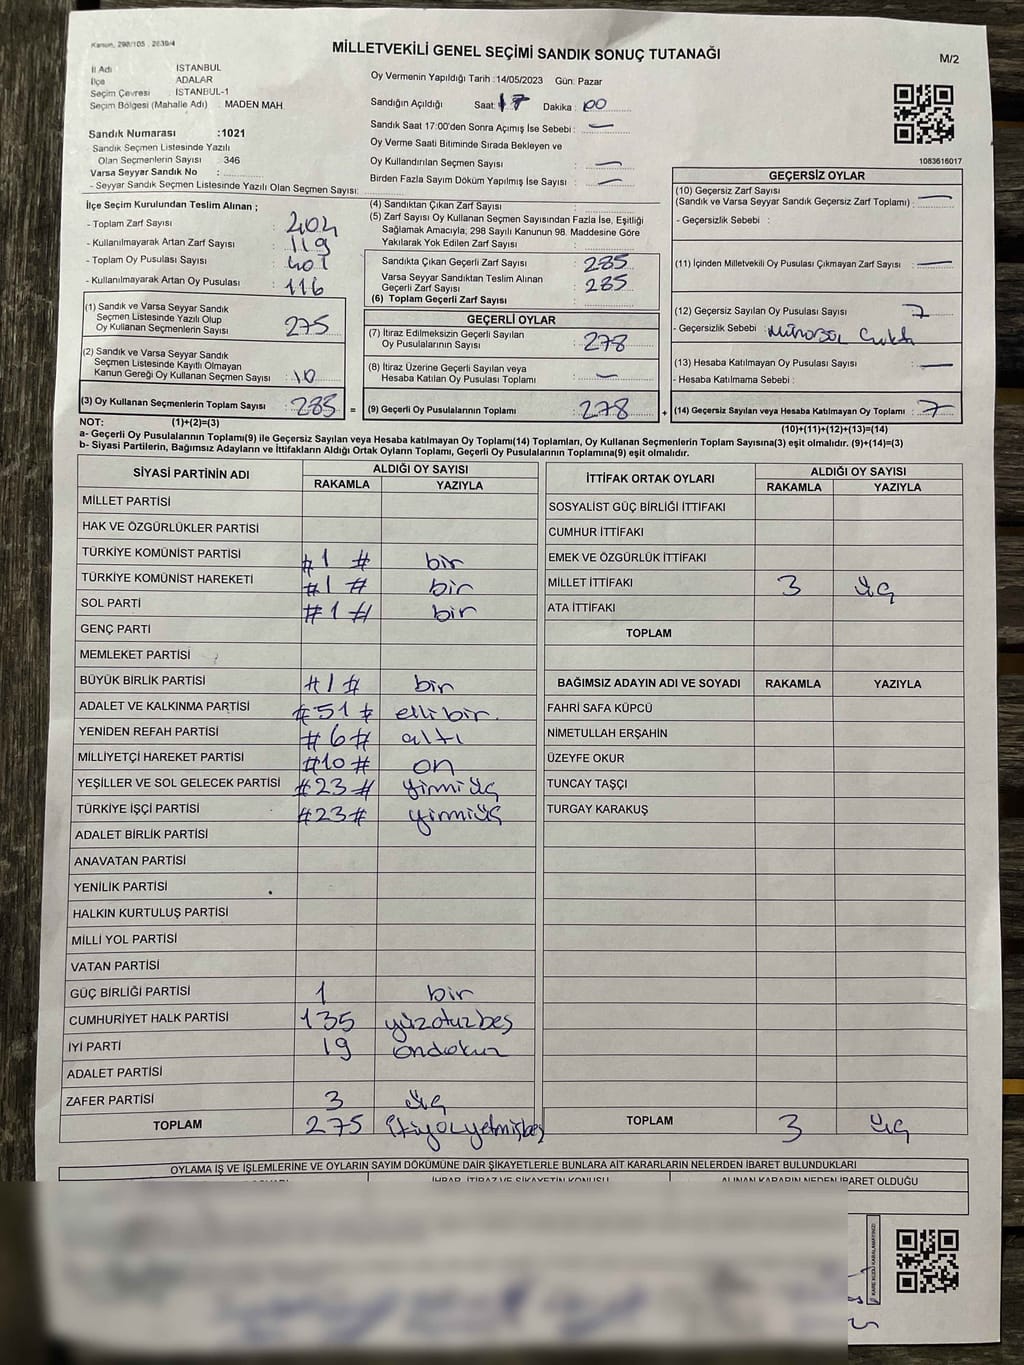 Kanun, 298/105 , 2839/4
MİLLETVEKİLİ GENEL SEÇİMİ SANDIK SONUÇ TUTANAĞI
M/2
İl Adı İSTANBUL
İlçe ADALAR
Seçim Çevresi : İSTANBUL-1
Seçim Bölgesi (Mahalle Adı) : MADEN MAH
Sandık Numarası :1021
Sandık Seçmen Listesinde Yazılı
Olan Seçmenlerin Sayısı : 346
Varsa Seyyar Sandık No :
- Seyyar Sandık Seçmen Listesinde Yazılı Olan Seçmen Sayısı:
Oy Vermenin Yapıldığı Tarih :14/05/2023 Gün: Pazar
Sandığın Açıldığı Saat: 17 Dakika : 00
Sandık Saat 17:00'den Sonra Açımış İse Sebebi : —
Oy Verme Saati Bitiminde Sırada Bekleyen ve
Oy Kullandırılan Seçmen Sayısı : —
Birden Fazla Sayım Döküm Yapılmış İse Sayısı : —
1083616017
İlçe Seçim Kurulundan Teslim Alınan ;
- Toplam Zarf Sayısı : 404
- Kullanılmayarak Artan Zarf Sayısı : 119
- Toplam Oy Pusulası Sayısı : 401
- Kullanılmayarak Artan Oy Pusulası : 116
(1) Sandık ve Varsa Seyyar Sandık
Seçmen Listesinde Yazılı Olup
Oy Kullanan Seçmenlerin Sayısı : 275
(2) Sandık ve Varsa Seyyar Sandık
Seçmen Listesinde Kayıtlı Olmayan
Kanun Gereği Oy Kullanan Seçmen Sayısı : 10
(3) Oy Kullanan Seçmenlerin Toplam Sayısı : 285 =
(4) Sandıktan Çıkan Zarf Sayısı :
(5) Zarf Sayısı Oy Kullanan Seçmen Sayısından Fazla İse, Eşitliği
Sağlamak Amacıyla; 298 Sayılı Kanunun 98. Maddesine Göre
Yakılarak Yok Edilen Zarf Sayısı :
Sandıkta Çıkan Geçerli Zarf Sayısı : 285
Varsa Seyyar Sandıktan Teslim Alınan
Geçerli Zarf Sayısı : 285
(6) Toplam Geçerli Zarf Sayısı :
GEÇERLİ OYLAR
(7) İtiraz Edilmeksizin Geçerli Sayılan
Oy Pusulalarının Sayısı : 278
(8) İtiraz Üzerine Geçerli Sayılan veya
Hesaba Katılan Oy Pusulası Toplamı : —
(9) Geçerli Oy Pusulalarının Toplamı : 278 +
GEÇERSİZ OYLAR
(10) Geçersiz Zarf Sayısı
(Sandık ve Varsa Seyyar Sandık Geçersiz Zarf Toplamı) : —
- Geçersizlik Sebebi :
(11) İçinden Milletvekili Oy Pusulası Çıkmayan Zarf Sayısı : —
(12) Geçersiz Sayılan Oy Pusulası Sayısı : 7
- Geçersizlik Sebebi :
(13) Hesaba Katılmayan Oy Pusulası Sayısı : —
- Hesaba Katılmama Sebebi :
(14) Geçersiz Sayılan veya Hesaba Katılmayan Oy Toplamı : 7
NOT: (1)+(2)=(3) (10)+(11)+(12)+(13)=(14)
a- Geçerli Oy Pusulalarının Toplamı(9) ile Geçersiz Sayılan veya Hesaba katılmayan Oy Toplamı(14) Toplamları, Oy Kullanan Seçmenlerin Toplam Sayısına(3) eşit olmalıdır. (9)+(14)=(3)
b- Siyasi Partilerin, Bağımsız Adayların ve İttifakların Aldığı Ortak Oyların Toplamı, Geçerli Oy Pusulalarının Toplamına(9) eşit olmalıdır.
SİYASİ PARTİNİN ADI ALDIĞI OY SAYISI
RAKAMLA YAZIYLA
MİLLET PARTİSİ
HAK VE ÖZGÜRLÜKLER PARTİSİ
TÜRKİYE KOMÜNİST PARTİSİ #1# bir
TÜRKİYE KOMÜNİST HAREKETİ #1# bir
SOL PARTİ #1# bir
GENÇ PARTİ
MEMLEKET PARTİSİ
BÜYÜK BİRLİK PARTİSİ #1# bir
ADALET VE KALKINMA PARTİSİ #51# ellibir.
YENİDEN REFAH PARTİSİ #6# altı
MİLLİYETÇİ HAREKET PARTİSİ #10# on
YEŞİLLER VE SOL GELECEK PARTİSİ #23# yirmiüç
TÜRKİYE İŞÇİ PARTİSİ #23# yirmiüç
ADALET BİRLİK PARTİSİ
ANAVATAN PARTİSİ
YENİLİK PARTİSİ
HALKIN KURTULUŞ PARTİSİ
MİLLİ YOL PARTİSİ
VATAN PARTİSİ
GÜÇ BİRLİĞİ PARTİSİ 1 bir
CUMHURİYET HALK PARTİSİ 135 yüzotuzbeş
İYİ PARTİ 19 ondokuz
ADALET PARTİSİ
ZAFER PARTİSİ 3 üç
TOPLAM 275 ikiyüzyetmişbeş
İTTİFAK ORTAK OYLARI ALDIĞI OY SAYISI
RAKAMLA YAZIYLA
SOSYALİST GÜÇ BİRLİĞİ İTTİFAKI
CUMHUR İTTİFAKI
EMEK VE ÖZGÜRLÜK İTTİFAKI
MİLLET İTTİFAKI 3 üç
ATA İTTİFAKI
TOPLAM
BAĞIMSIZ ADAYIN ADI VE SOYADI RAKAMLA YAZIYLA
FAHRİ SAFA KÜPCÜ
NİMETULLAH ERŞAHİN
ÜZEYFE OKUR
TUNCAY TAŞÇI
TURGAY KARAKUŞ
TOPLAM 3 üç
OYLAMA İŞ VE İŞLEMLERİNE VE OYLARIN SAYIM DÖKÜMÜNE DAİR ŞİKAYETLERLE BUNLARA AİT KARARLARIN NELERDEN İBARET BULUNDUKLARI
İHBAR, İTİRAZ VE ŞİKAYETİN KONUSU
ALINAN KARARIN NEDEN İBARET OLDUĞU
KARE KODU KARALAMAYINIZ!